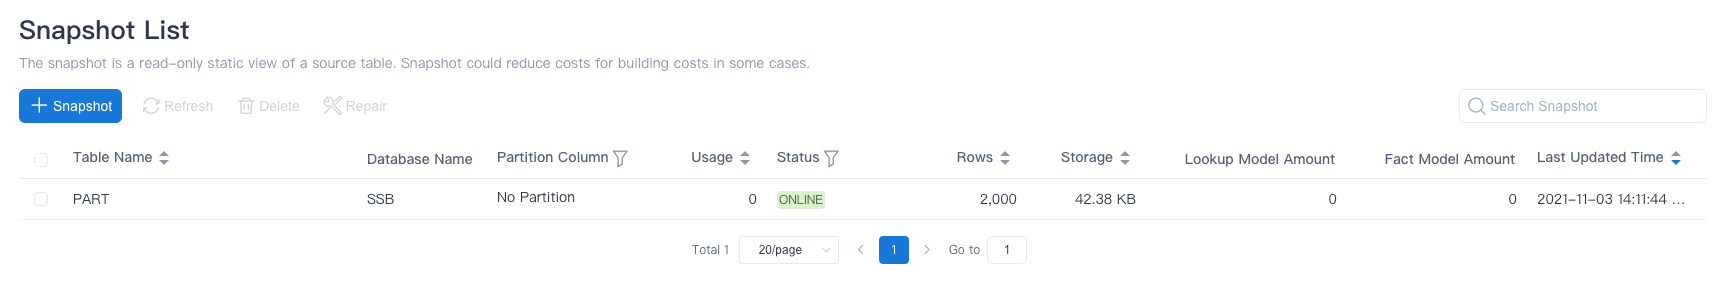 Snapshot List
The snapshot is a read-only static view of a source table. Snapshot could reduce costs for building costs in some cases.
Snapshot Refresh Delete Repair Search Snapshot
Table Name Database Name Partition Column Usage Status Rows Storage Lookup Model Amount Fact Model Amount Last Updated Time
PART SSB No Partition 0 ONLINE 2,000 42.38 KB 0 0 2021-11-03 14:11:44 ...
Total 1 20/page 1 Go to 1